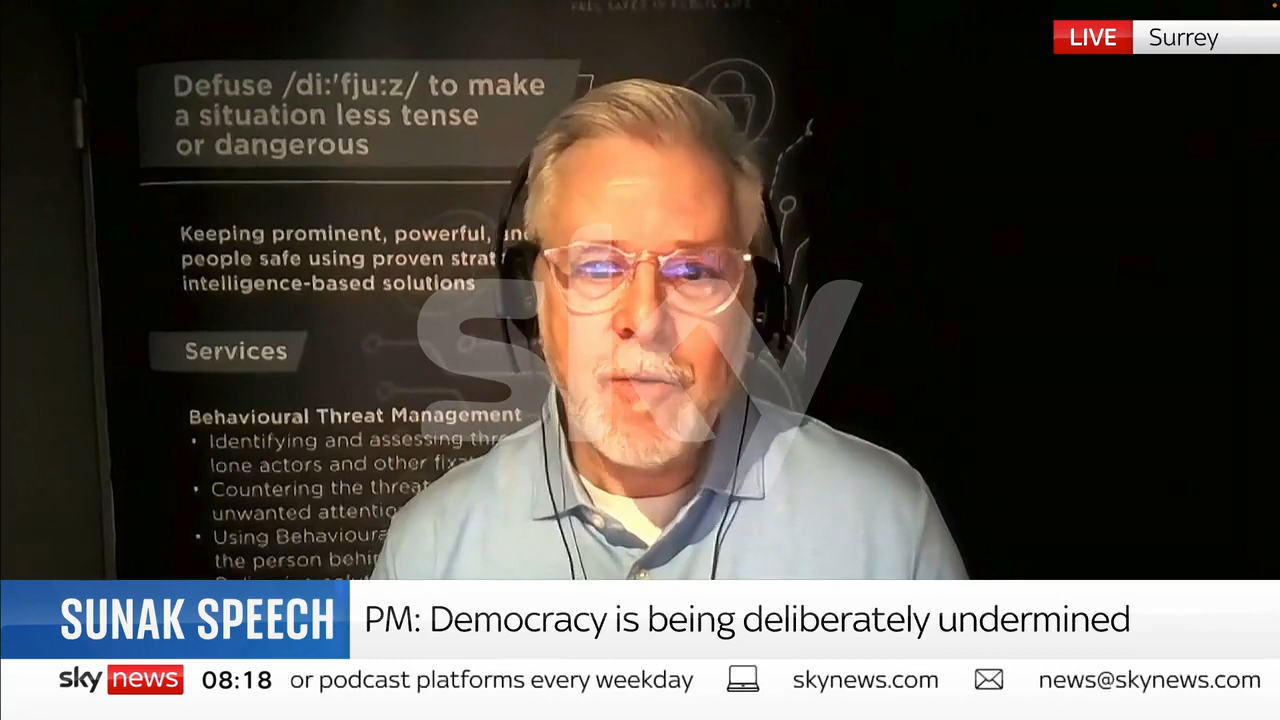 LIVE Surrey
Defuse /di:'fju:z/ to make
a situation less tense
or dangerous
Keeping prominent, powerful, and
people safe using proven
intelligence-based solutions
Services
Behavioural Threat Management
• Identifying and assessing
lone actors and other
• Countering the threat
unwanted
• Using
the person
sky
SUNAK SPEECH PM: Democracy is being deliberately undermined
sky news 08:18 or podcast platforms every weekday skynews.com news@skynews.com